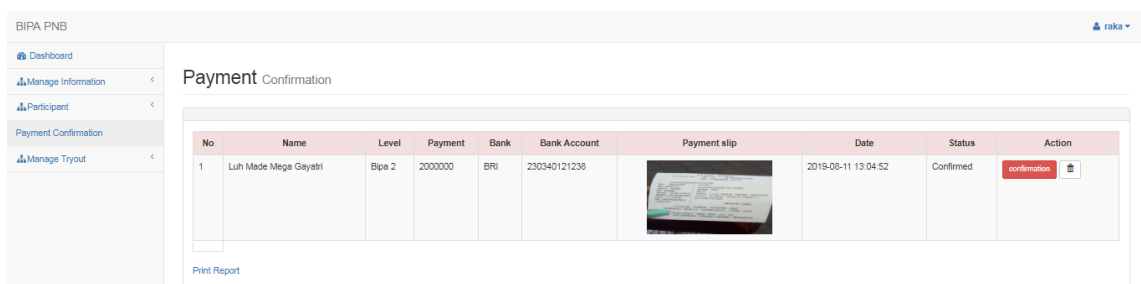 BIPA PNB
raka
Dashboard
Manage Information
Participant
Payment Confirmation
Manage Tryout
Payment Confirmation
No Name Level Payment Bank Bank Account Payment slip Date Status Action
1 Luh Made Mega Gayatri Bipa 2 2000000 BRI 230340121236 2019-08-11 13:04:52 Confirmed confirmation
Print Report